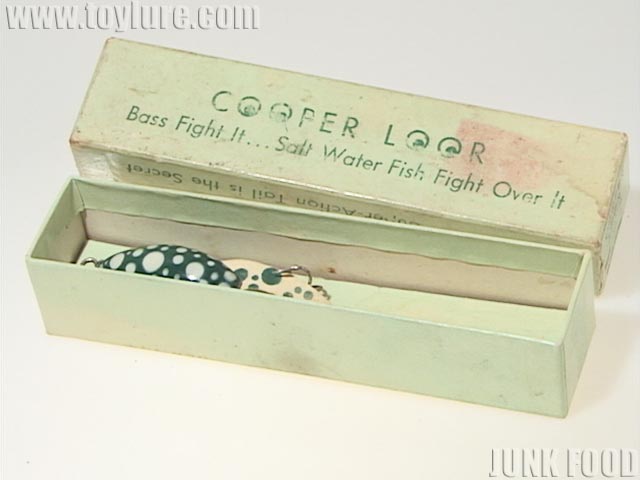 www.toylure.com
COOPER LOOR
Bass Fight It... Salt Water Fish Fight Over It
Super-Action Tail is the Secret
JUNK FOOD